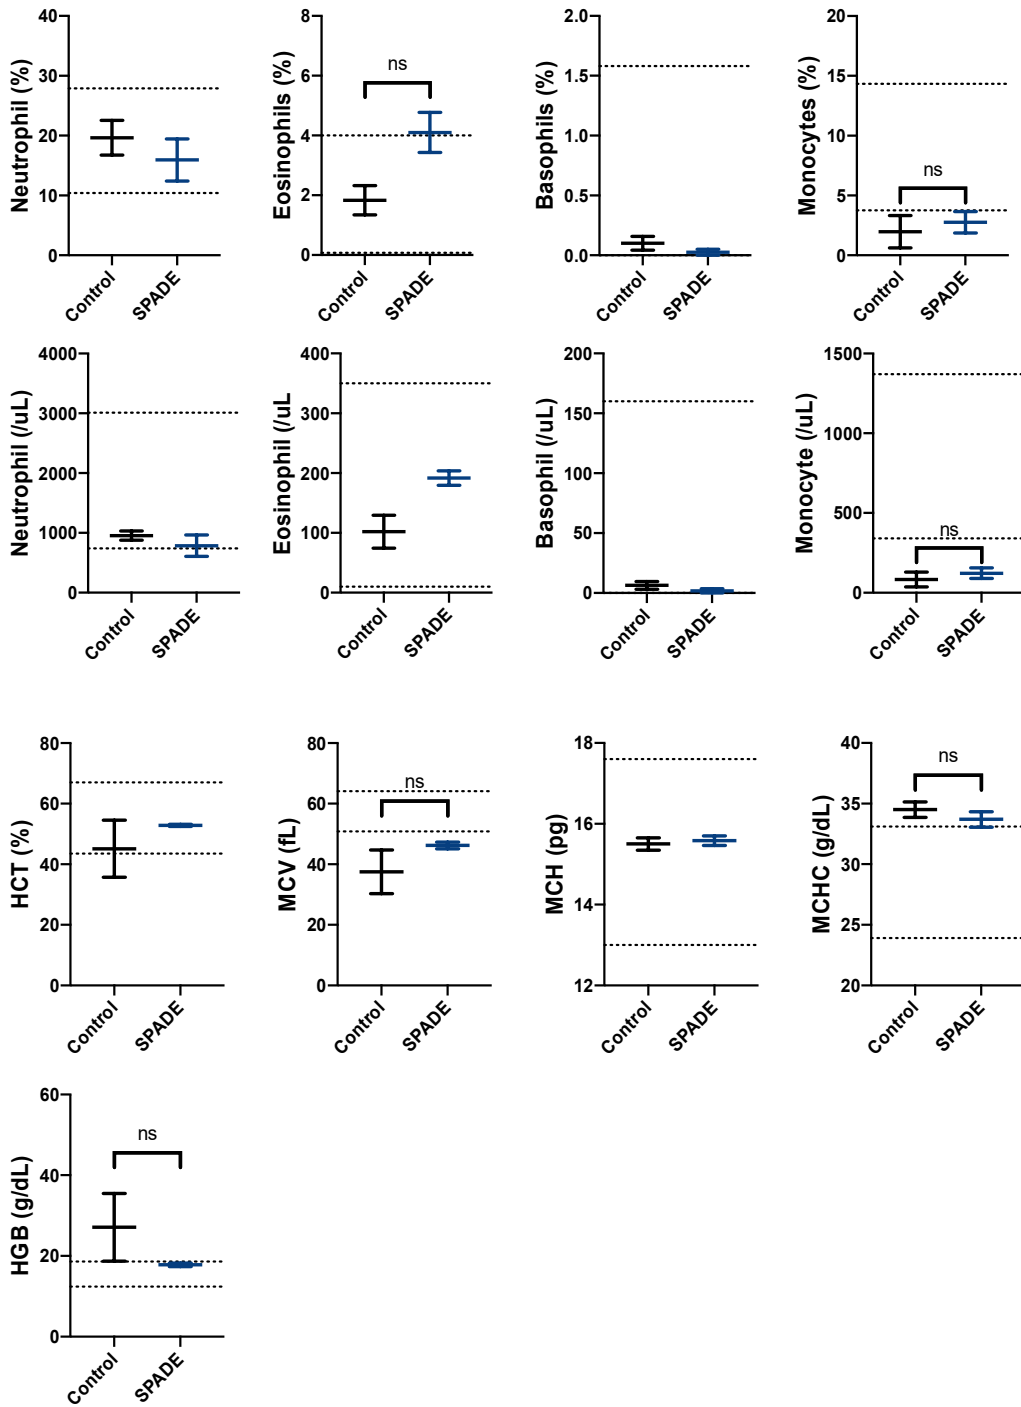 Neutrophil (%)
40
30
20
10
0
Control
SPADE
Eosinophils (%)
8
6
4
2
0
ns
Control
SPADE
Basophils (%)
2.0
1.5
1.0
0.5
0.0
Control
SPADE
Monocytes (%)
20
15
10
5
0
ns
Control
SPADE
Neutrophil (/uL)
4000
3000
2000
1000
0
Control
SPADE
Eosinophil (/uL
400
300
200
100
0
Control
SPADE
Basophil (/uL)
200
150
100
50
0
Control
SPADE
Monocyte (/uL)
1500
1000
500
0
ns
Control
SPADE
HCT (%)
80
60
40
20
0
Control
SPADE
MCV (fL)
80
60
40
20
0
ns
Control
SPADE
MCH (pg)
18
16
14
12
Control
SPADE
MCHC (g/dL)
40
35
30
25
20
ns
Control
SPADE
HGB (g/dL)
60
40
20
0
ns
Control
SPADE